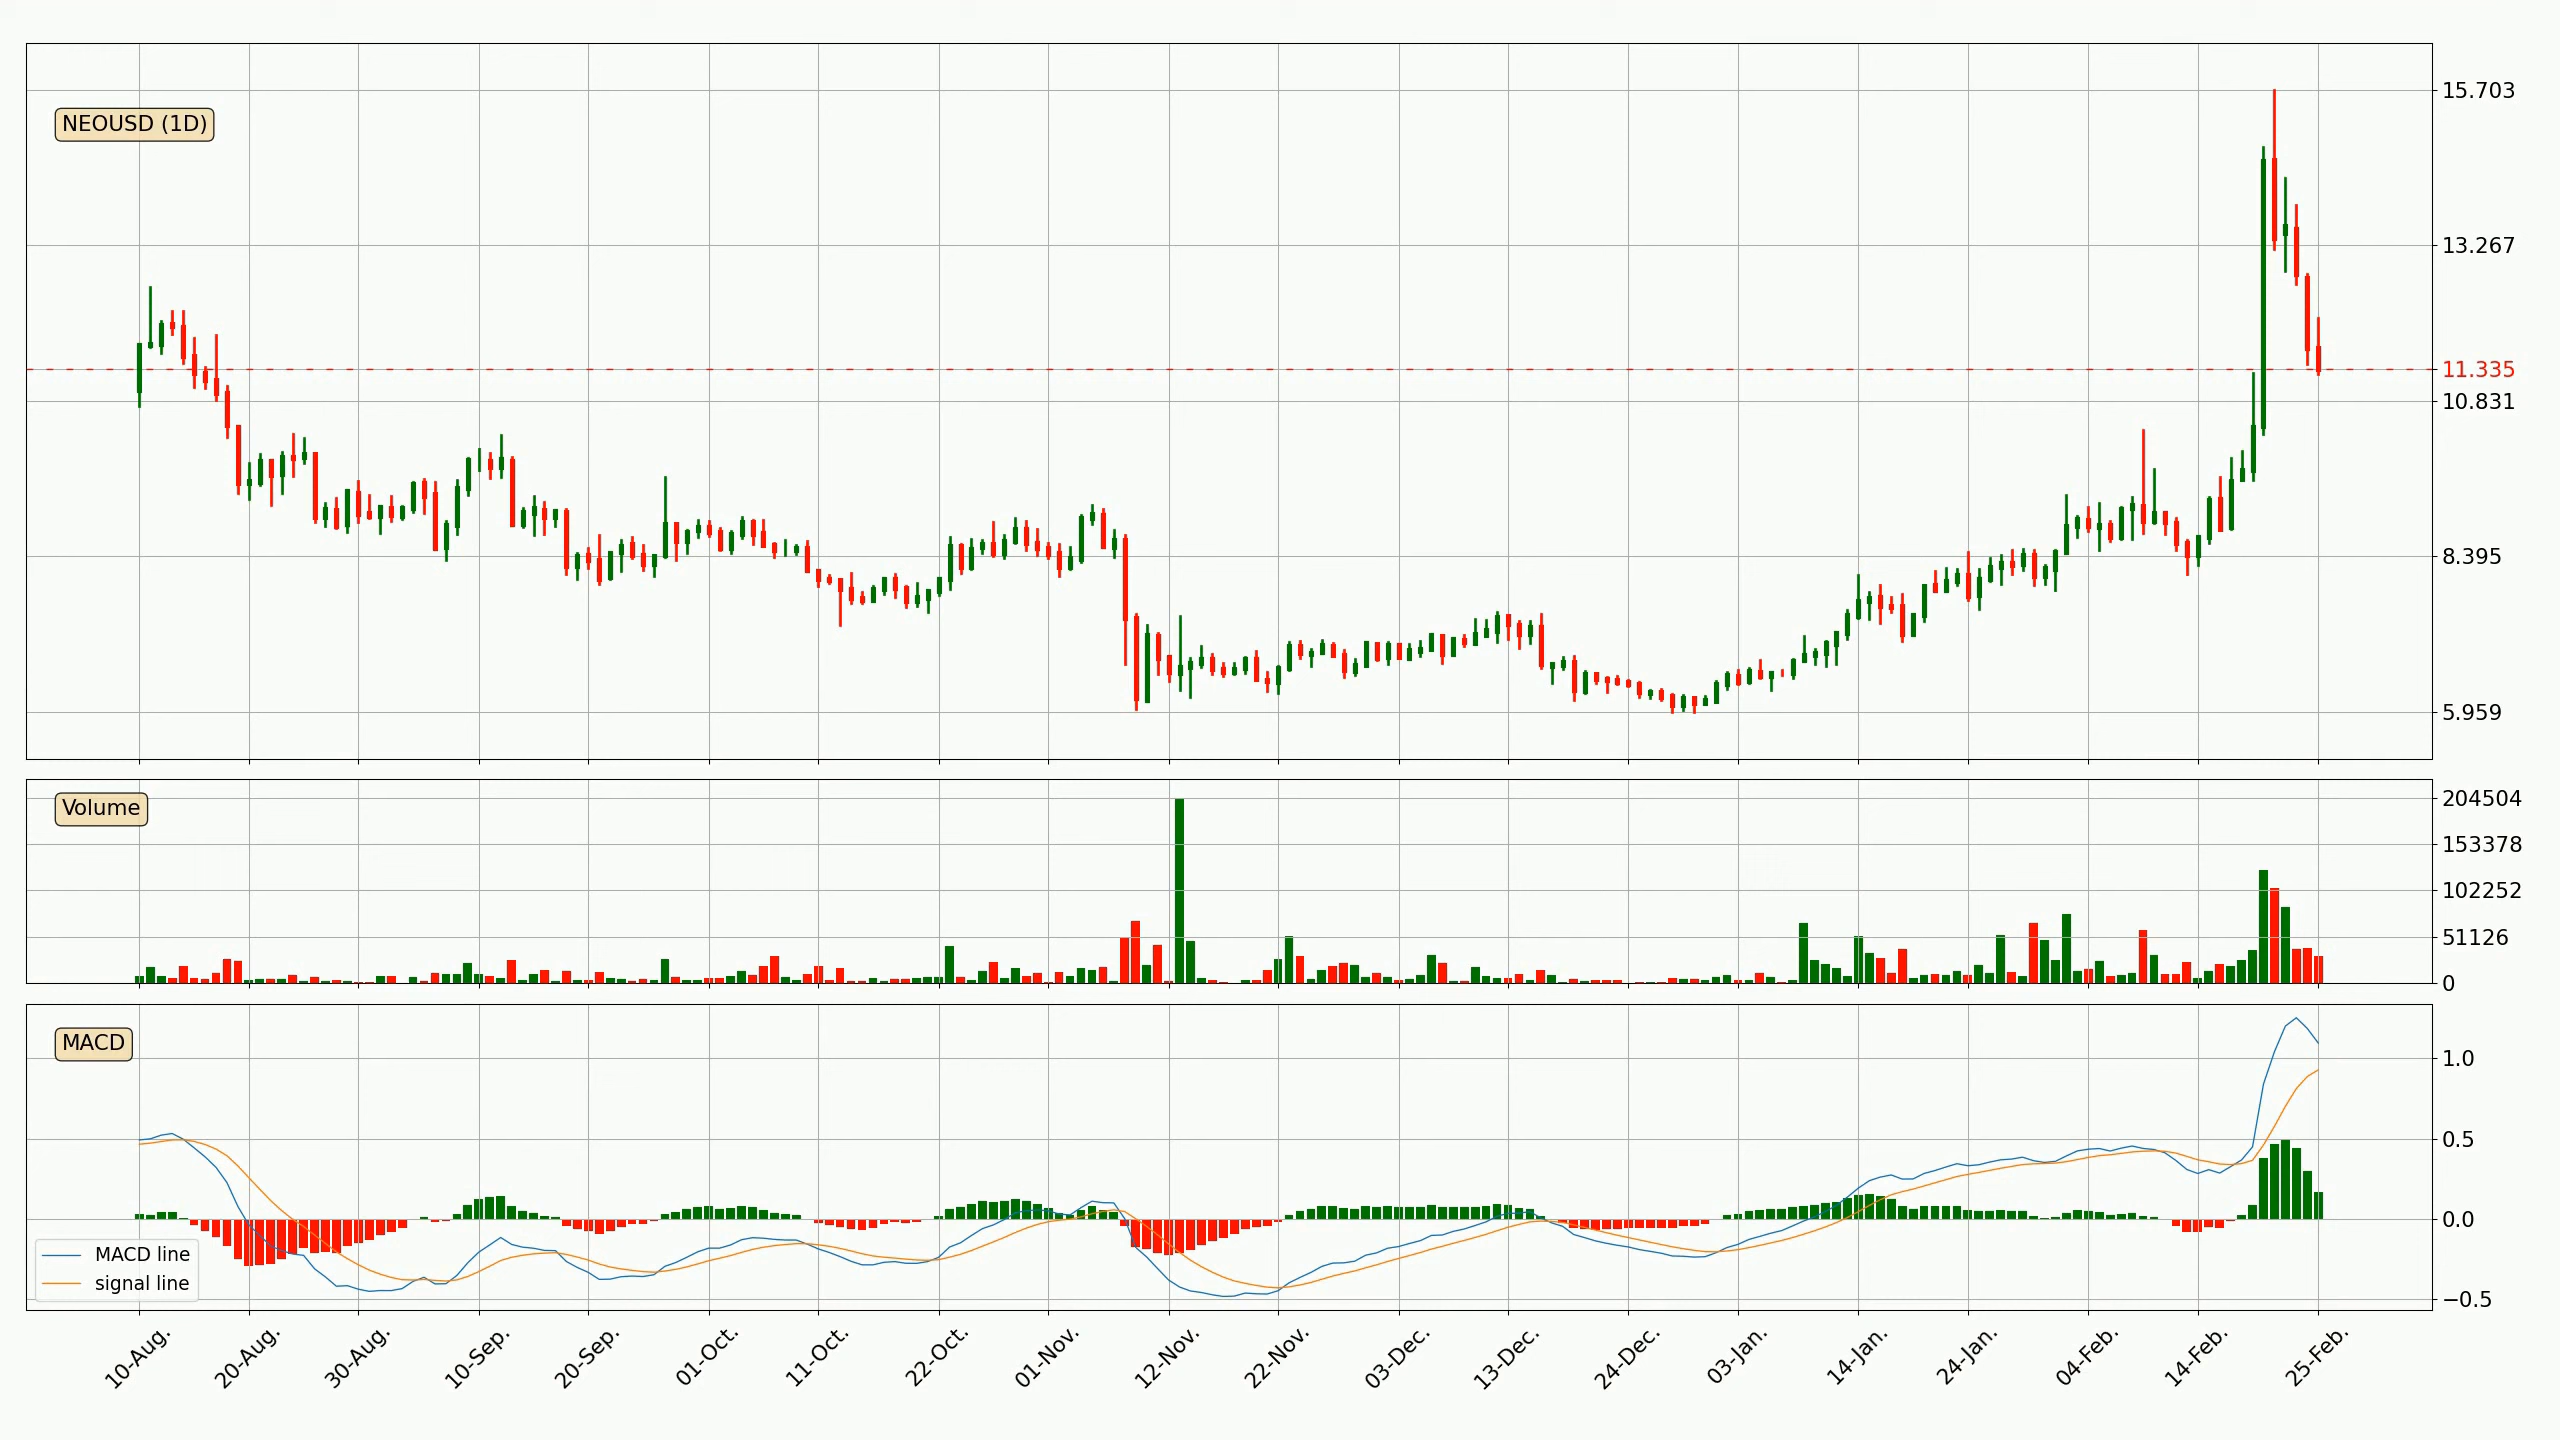 NEOUSD (1D)
15.703
13.267
11.335
10.831
8.395
5.959
Volume
204504
153378
102252
51126
0
MACD
1.0
0.5
0.0
−0.5
MACD line
signal line
10-Aug.
20-Aug.
30-Aug.
10-Sep.
20-Sep.
01-Oct.
11-Oct.
22-Oct.
01-Nov.
12-Nov.
22-Nov.
03-Dec.
13-Dec.
24-Dec.
03-Jan.
14-Jan.
24-Jan.
04-Feb.
14-Feb.
25-Feb.